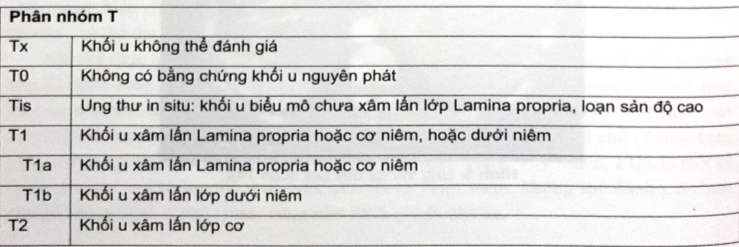 Phân nhóm T
Tx Khối u không thể đánh giá
T0 Không có bằng chứng khối u nguyên phát
Tis Ung thư in situ: khối u biểu mô chưa xâm lấn lớp Lamina propria, loạn sản độ cao
T1 Khối u xâm lấn Lamina propria hoặc cơ niêm, hoặc dưới niêm
T1a Khối u xâm lấn Lamina propria hoặc cơ niêm
T1b Khối u xâm lấn lớp dưới niêm
T2 Khối u xâm lấn lớp cơ